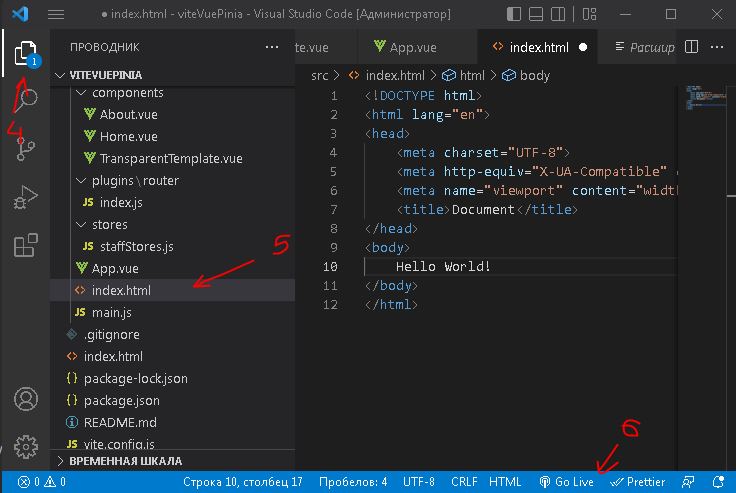 ● index.html - viteVuePinia - Visual Studio Code [Администратор]
ПРОВОДНИК
te.vue
App.vue
index.html
Расшир
src > index.html > html > body
1
4
VITEVUEPINIA
components
About.vue
Home.vue
TransparentTemplate.vue
plugins\router
index.js
stores
staffStores.js
App.vue
index.html
main.js
.gitignore
index.html
package-lock.json
package.json
README.md
vite.config.js
ВРЕМЕННАЯ ШКАЛА
5
1 <!DOCTYPE html>
2 <html lang="en">
3 <head>
4 <meta charset="UTF-8">
5 <meta http-equiv="X-UA-Compatible"
6 <meta name="viewport" content="width
7 <title>Document</title>
8 </head>
9 <body>
10 Hello World!
11 </body>
12 </html>
6
0 0 Строка 10, столбец 17 Пробелов: 4 UTF-8 CRLF HTML Go Live Prettier